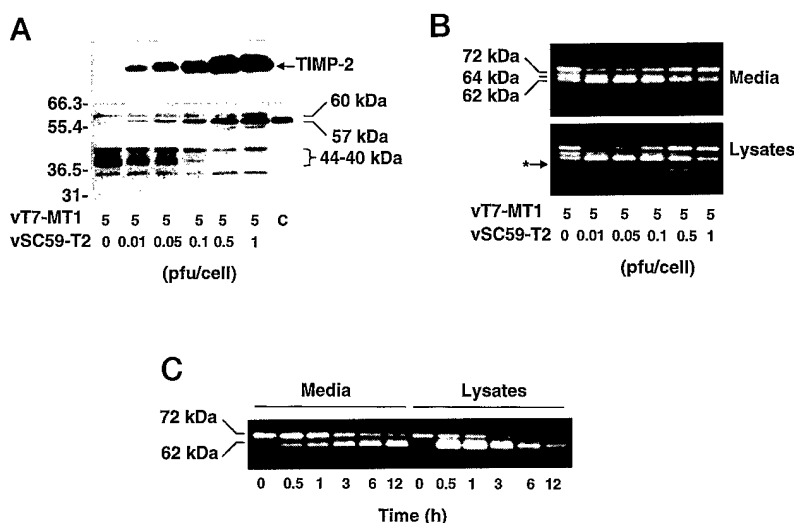 A
TIMP-2
66.3-
55.4-
36.5-
31-
60 kDa
57 kDa
44-40 kDa
vT7-MT1 5 5 5 5 5 5 C
vSC59-T2 0 0.01 0.05 0.1 0.5 1
(pfu/cell)
B
72 kDa
64 kDa
62 kDa
Media
Lysates
*
vT7-MT1 5 5 5 5 5 5
vSC59-T2 0 0.01 0.05 0.1 0.5 1
(pfu/cell)
C
Media Lysates
72 kDa
62 kDa
0 0.5 1 3 6 12 0 0.5 1 3 6 12
Time (h)